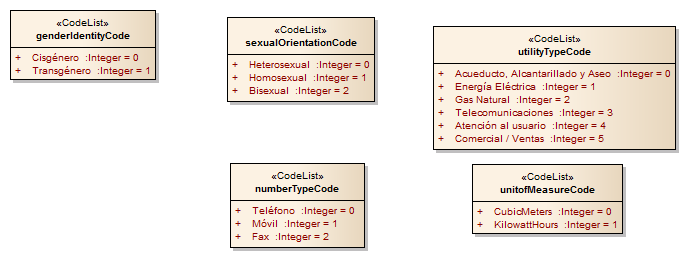 «CodeList»
genderIdentityCode
+ Cisgénero :Integer = 0
+ Transgénero :Integer = 1
«CodeList»
sexualOrientationCode
+ Heterosexual :Integer = 0
+ Homosexual :Integer = 1
+ Bisexual :Integer = 2
«CodeList»
utilityTypeCode
+ Acueducto, Alcantarillado y Aseo :Integer = 0
+ Energía Eléctrica :Integer = 1
+ Gas Natural :Integer = 2
+ Telecomunicaciones :Integer = 3
+ Atención al usuario :Integer = 4
+ Comercial / Ventas :Integer = 5
«CodeList»
numberTypeCode
+ Teléfono :Integer = 0
+ Móvil :Integer = 1
+ Fax :Integer = 2
«CodeList»
unitofMeasureCode
+ CubicMeters :Integer = 0
+ KilowattHours :Integer = 1